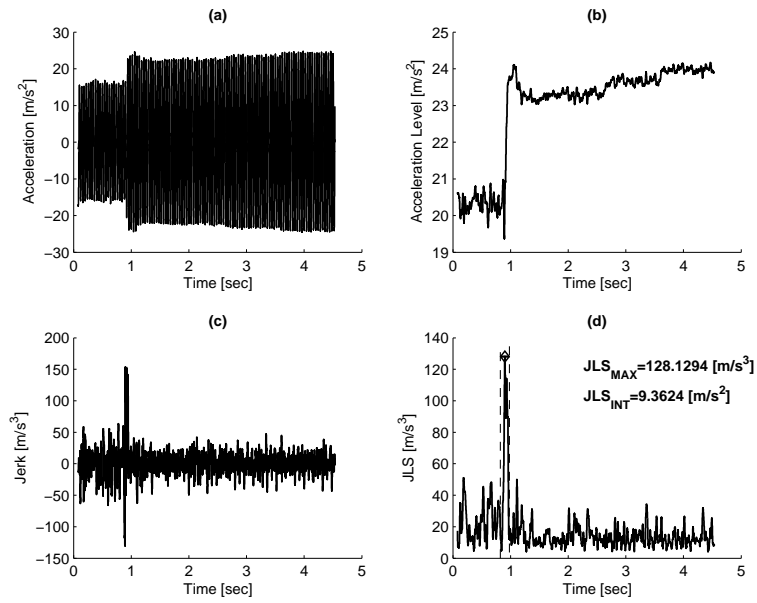 (a)
30
20
10
0
−10
−20
−30
Acceleration [m/s²]
0 1 2 3 4 5
Time [sec]
(b)
25
24
23
22
21
20
19
Acceleration Level [m/s²]
0 1 2 3 4 5
Time [sec]
(c)
200
150
100
50
0
−50
−100
−150
Jerk [m/s³]
0 1 2 3 4 5
Time [sec]
(d)
140
120
100
80
60
40
20
0
JLS [m/s³]
JLS_MAX=128.1294 [m/s³]
JLS_INT=9.3624 [m/s²]
0 1 2 3 4 5
Time [sec]